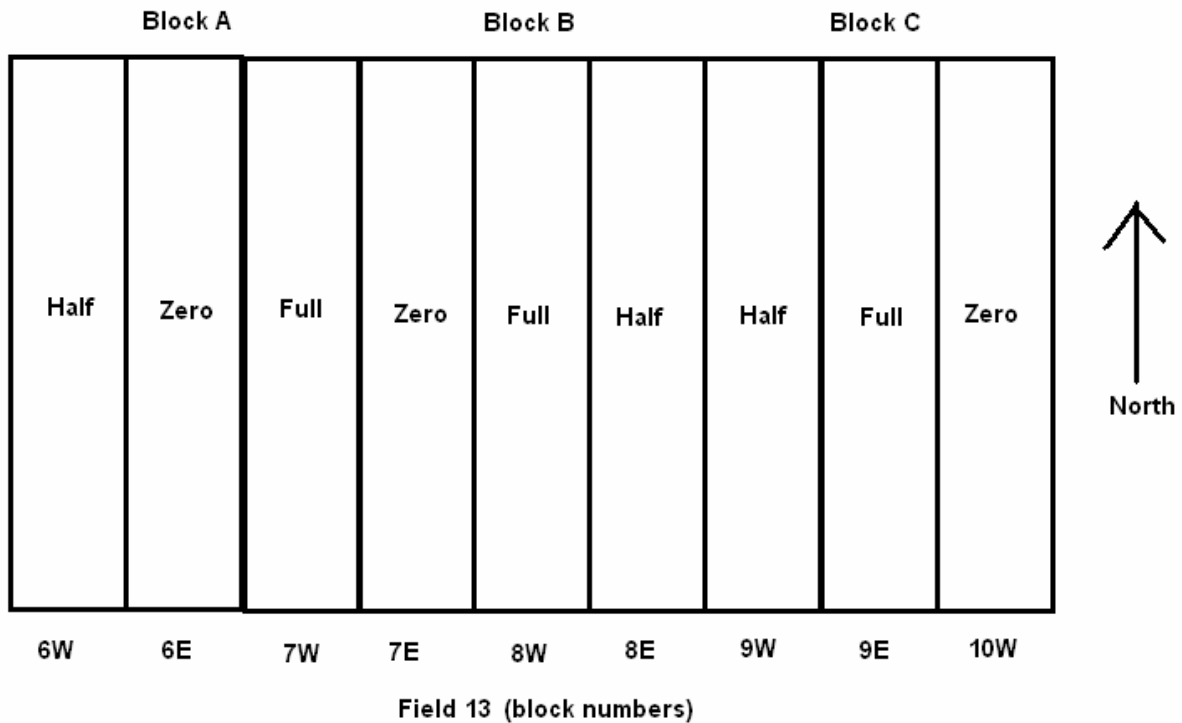 Block A Block B Block C
Half Zero Full Zero Full Half Half Full Zero
North
6W 6E 7W 7E 8W 8E 9W 9E 10W
Field 13 (block numbers)